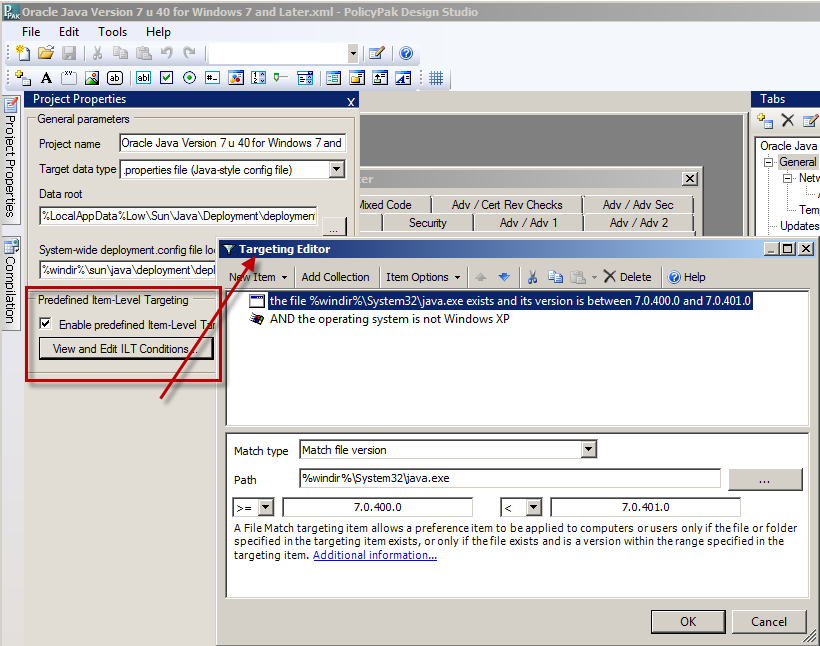 Oracle Java Version 7 u 40 for Windows 7 and Later.xml - PolicyPak Design Studio
File Edit Tools Help
Project Properties
Project Properties X
General parameters
Project name Oracle Java Version 7 u 40 for Windows 7 and
Target data type .properties file (Java-style config file)
Data root
%LocalAppData%Low\Sun\Java\Deployment\deployment
...
System-wide deployment.config file lo
%windir%\sun\java\deployment\depl
Predefined Item-Level Targeting
Enable predefined Item-Level Tar
View and Edit ILT Conditions...
Compilation
Mixed Code Adv / Cert Rev Checks Adv / Adv Sec
Security Adv / Adv 1 Adv / Adv 2
Tabs
Oracle Java
General
Netw
Temp
Updates
Targeting Editor
New Item Add Collection Item Options Delete Help
the file %windir%\System32\java.exe exists and its version is between 7.0.400.0 and 7.0.401.0
AND the operating system is not Windows XP
Match type Match file version
Path %windir%\System32\java.exe ...
>= 7.0.400.0 < 7.0.401.0
A File Match targeting item allows a preference item to be applied to computers or users only if the file or folder
specified in the targeting item exists, or only if the file exists and is a version within the range specified in the
targeting item. Additional information...
OK Cancel